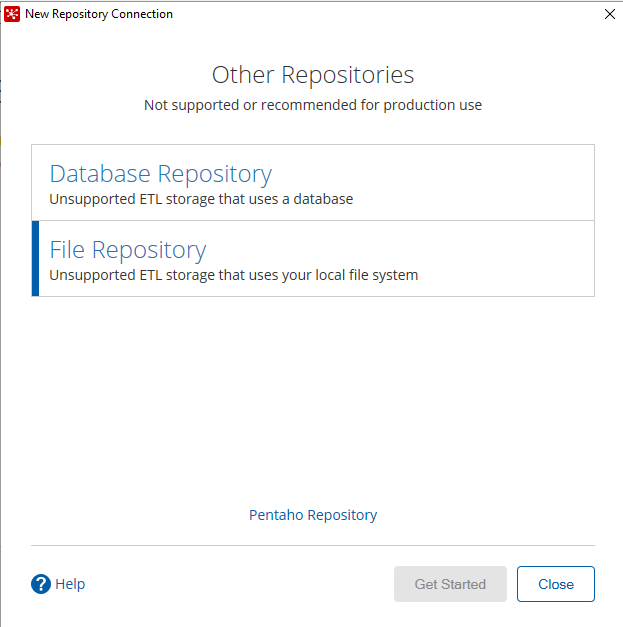 New Repository Connection
Other Repositories
Not supported or recommended for production use
Database Repository
Unsupported ETL storage that uses a database
File Repository
Unsupported ETL storage that uses your local file system
Pentaho Repository
? Help
Get Started
Close